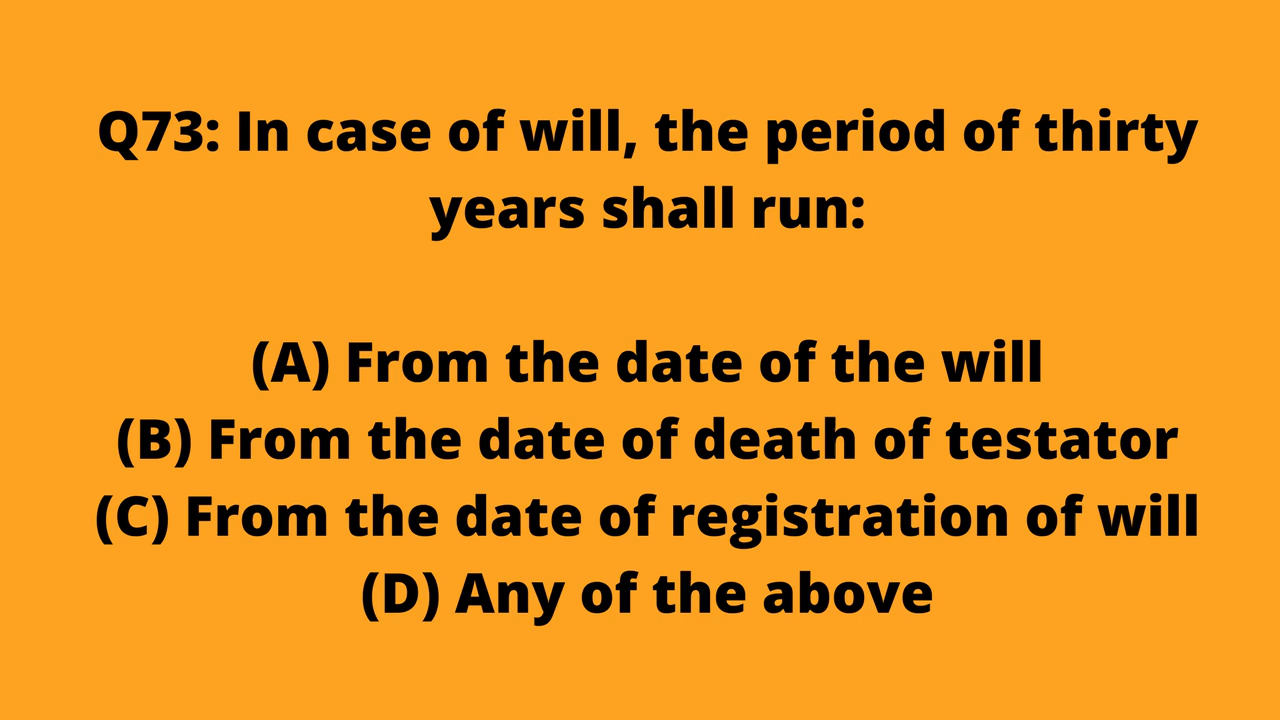 Q73: In case of will, the period of thirty
years shall run:
(A) From the date of the will
(B) From the date of death of testator
(C) From the date of registration of will
(D) Any of the above